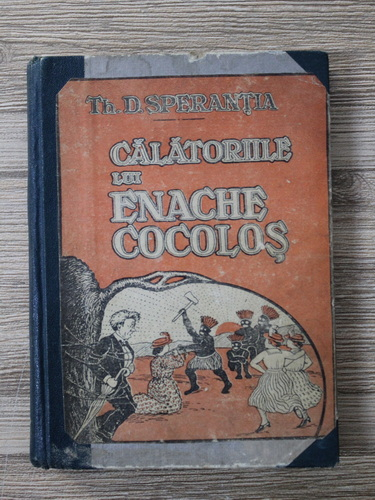 Th. D. SPERANȚIA
CĂLĂTORIILE
LUI
ENACHE
COCOLOȘ